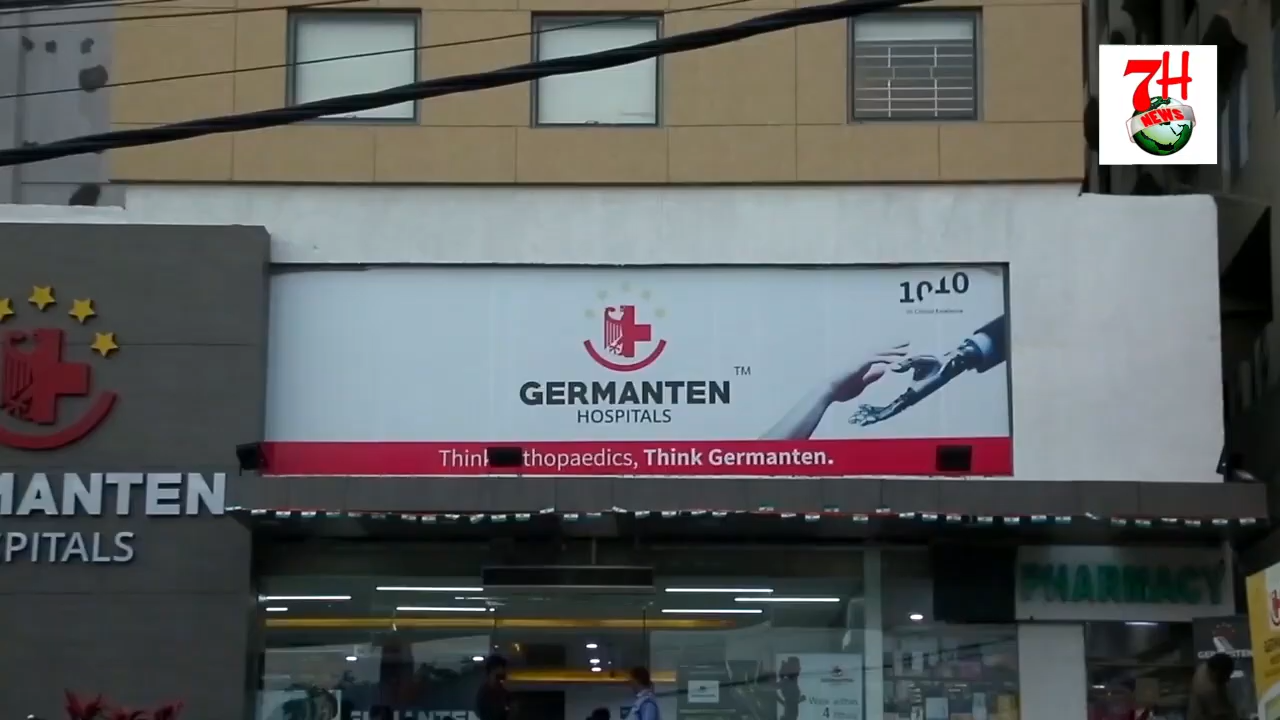 7H
NEWS
1010
GERMANTEN
TM
HOSPITALS
Think thopaedics, Think Germanten.
MANTEN
PITALS
PHARMACY